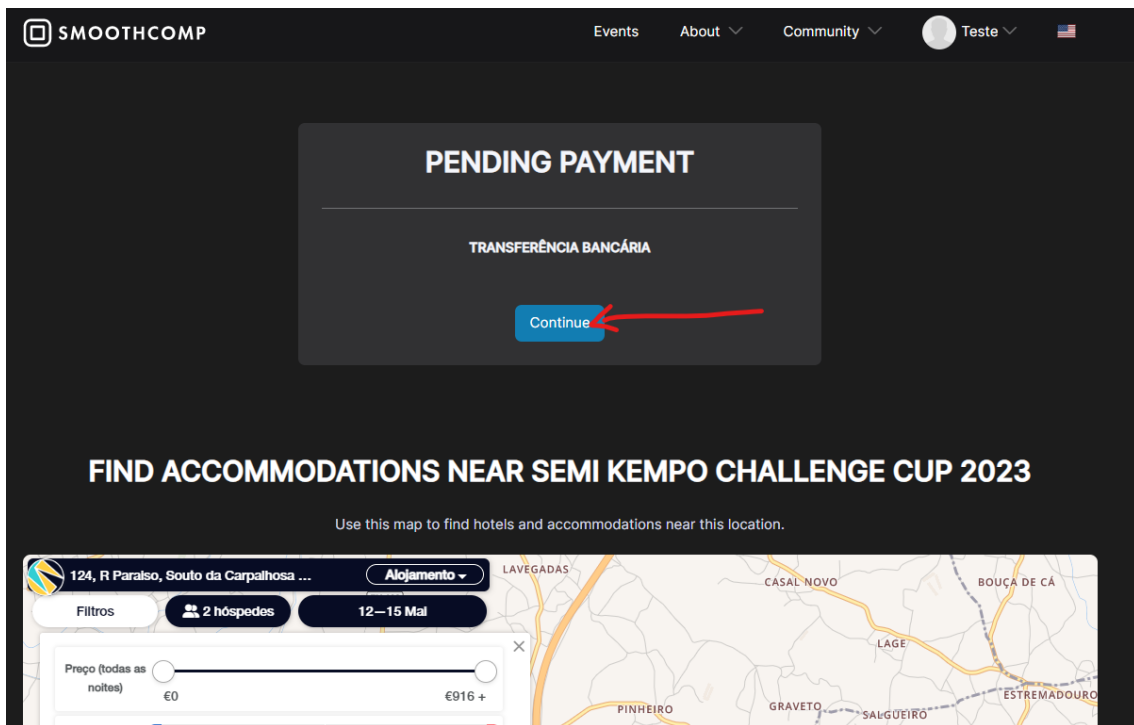 SMOOTHCOMP
Events About Community Teste
PENDING PAYMENT
TRANSFERÊNCIA BANCÁRIA
Continue
FIND ACCOMMODATIONS NEAR SEMI KEMPO CHALLENGE CUP 2023
Use this map to find hotels and accommodations near this location.
124, R Paraíso, Souto da Carpalhosa ... Alojamento
Filtros 2 hóspedes 12—15 Mai
Preço (todas as
noites)
€0 €916 +
LAVEGADAS
CASAL NOVO
BOUÇA DE CÁ
LAGE
ESTREMADOURO
PINHEIRO
GRAVETO
SALGUEIRO